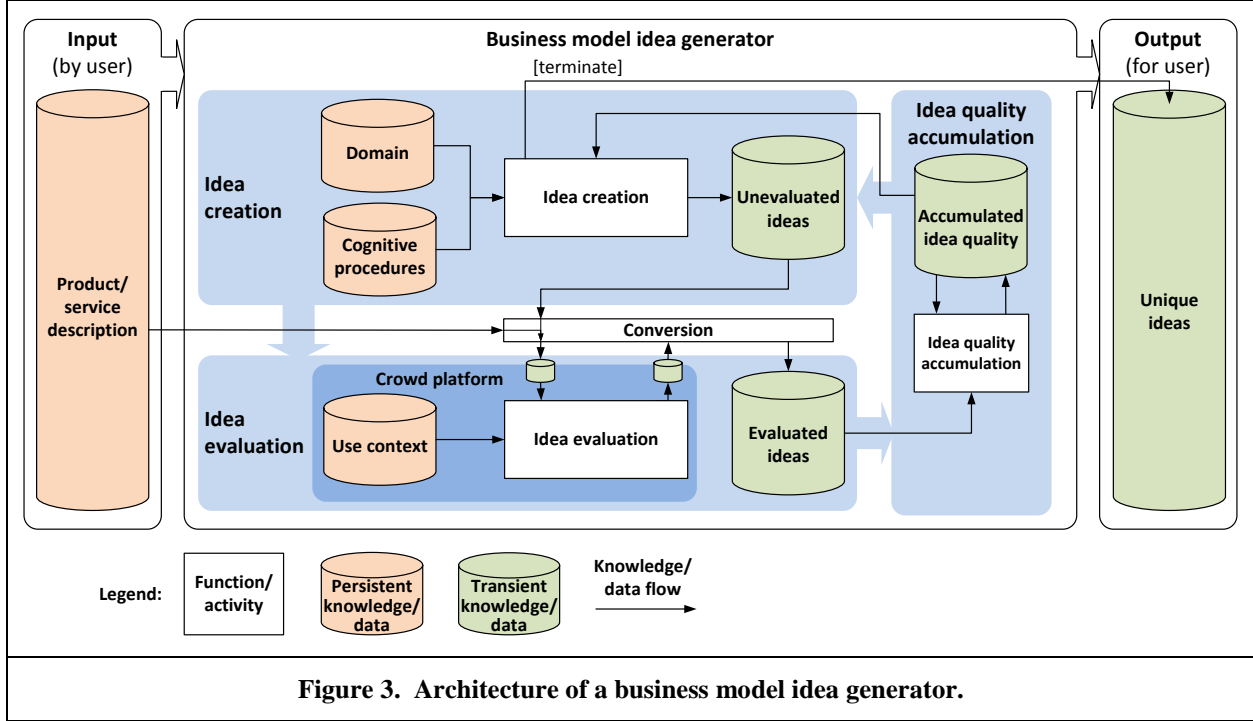 Input
(by user)
Business model idea generator
[terminate]
Output
(for user)
Product/
service
description
Idea
creation
Domain
Cognitive
procedures
Idea creation
Unevaluated
ideas
Idea quality
accumulation
Accumulated
idea quality
Idea quality
accumulation
Unique
ideas
Conversion
Idea
evaluation
Crowd platform
Use context
Idea evaluation
Evaluated
ideas
Legend:
Function/
activity
Persistent
knowledge/
data
Transient
knowledge/
data
Knowledge/
data flow
Figure 3. Architecture of a business model idea generator.